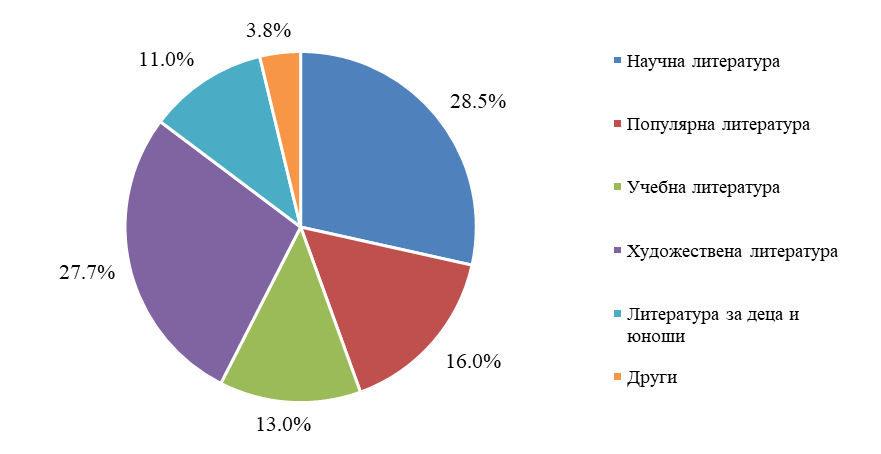 3.8%
11.0%
28.5%
27.7%
16.0%
13.0%
Научна литература
Популярна литература
Учебна литература
Художествена литература
Литература за деца и
юноши
Други